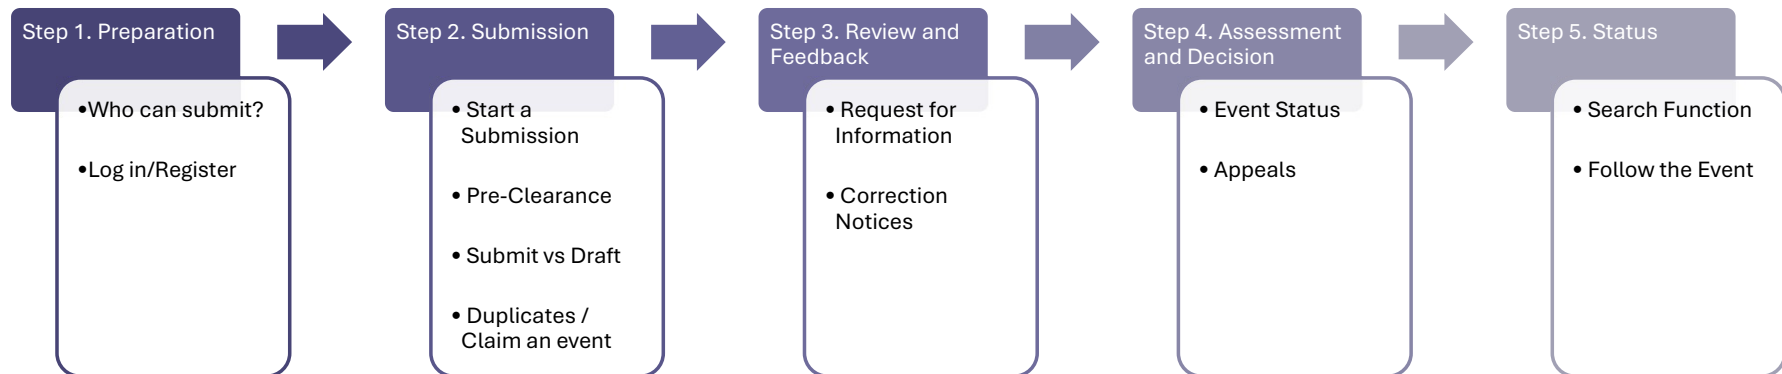 Step 1. Preparation
•Who can submit?
•Log in/Register
Step 2. Submission
• Start a
Submission
• Pre-Clearance
• Submit vs Draft
• Duplicates /
Claim an event
Step 3. Review and
Feedback
• Request for
Information
• Correction
Notices
Step 4. Assessment
and Decision
• Event Status
• Appeals
Step 5. Status
• Search Function
• Follow the Event